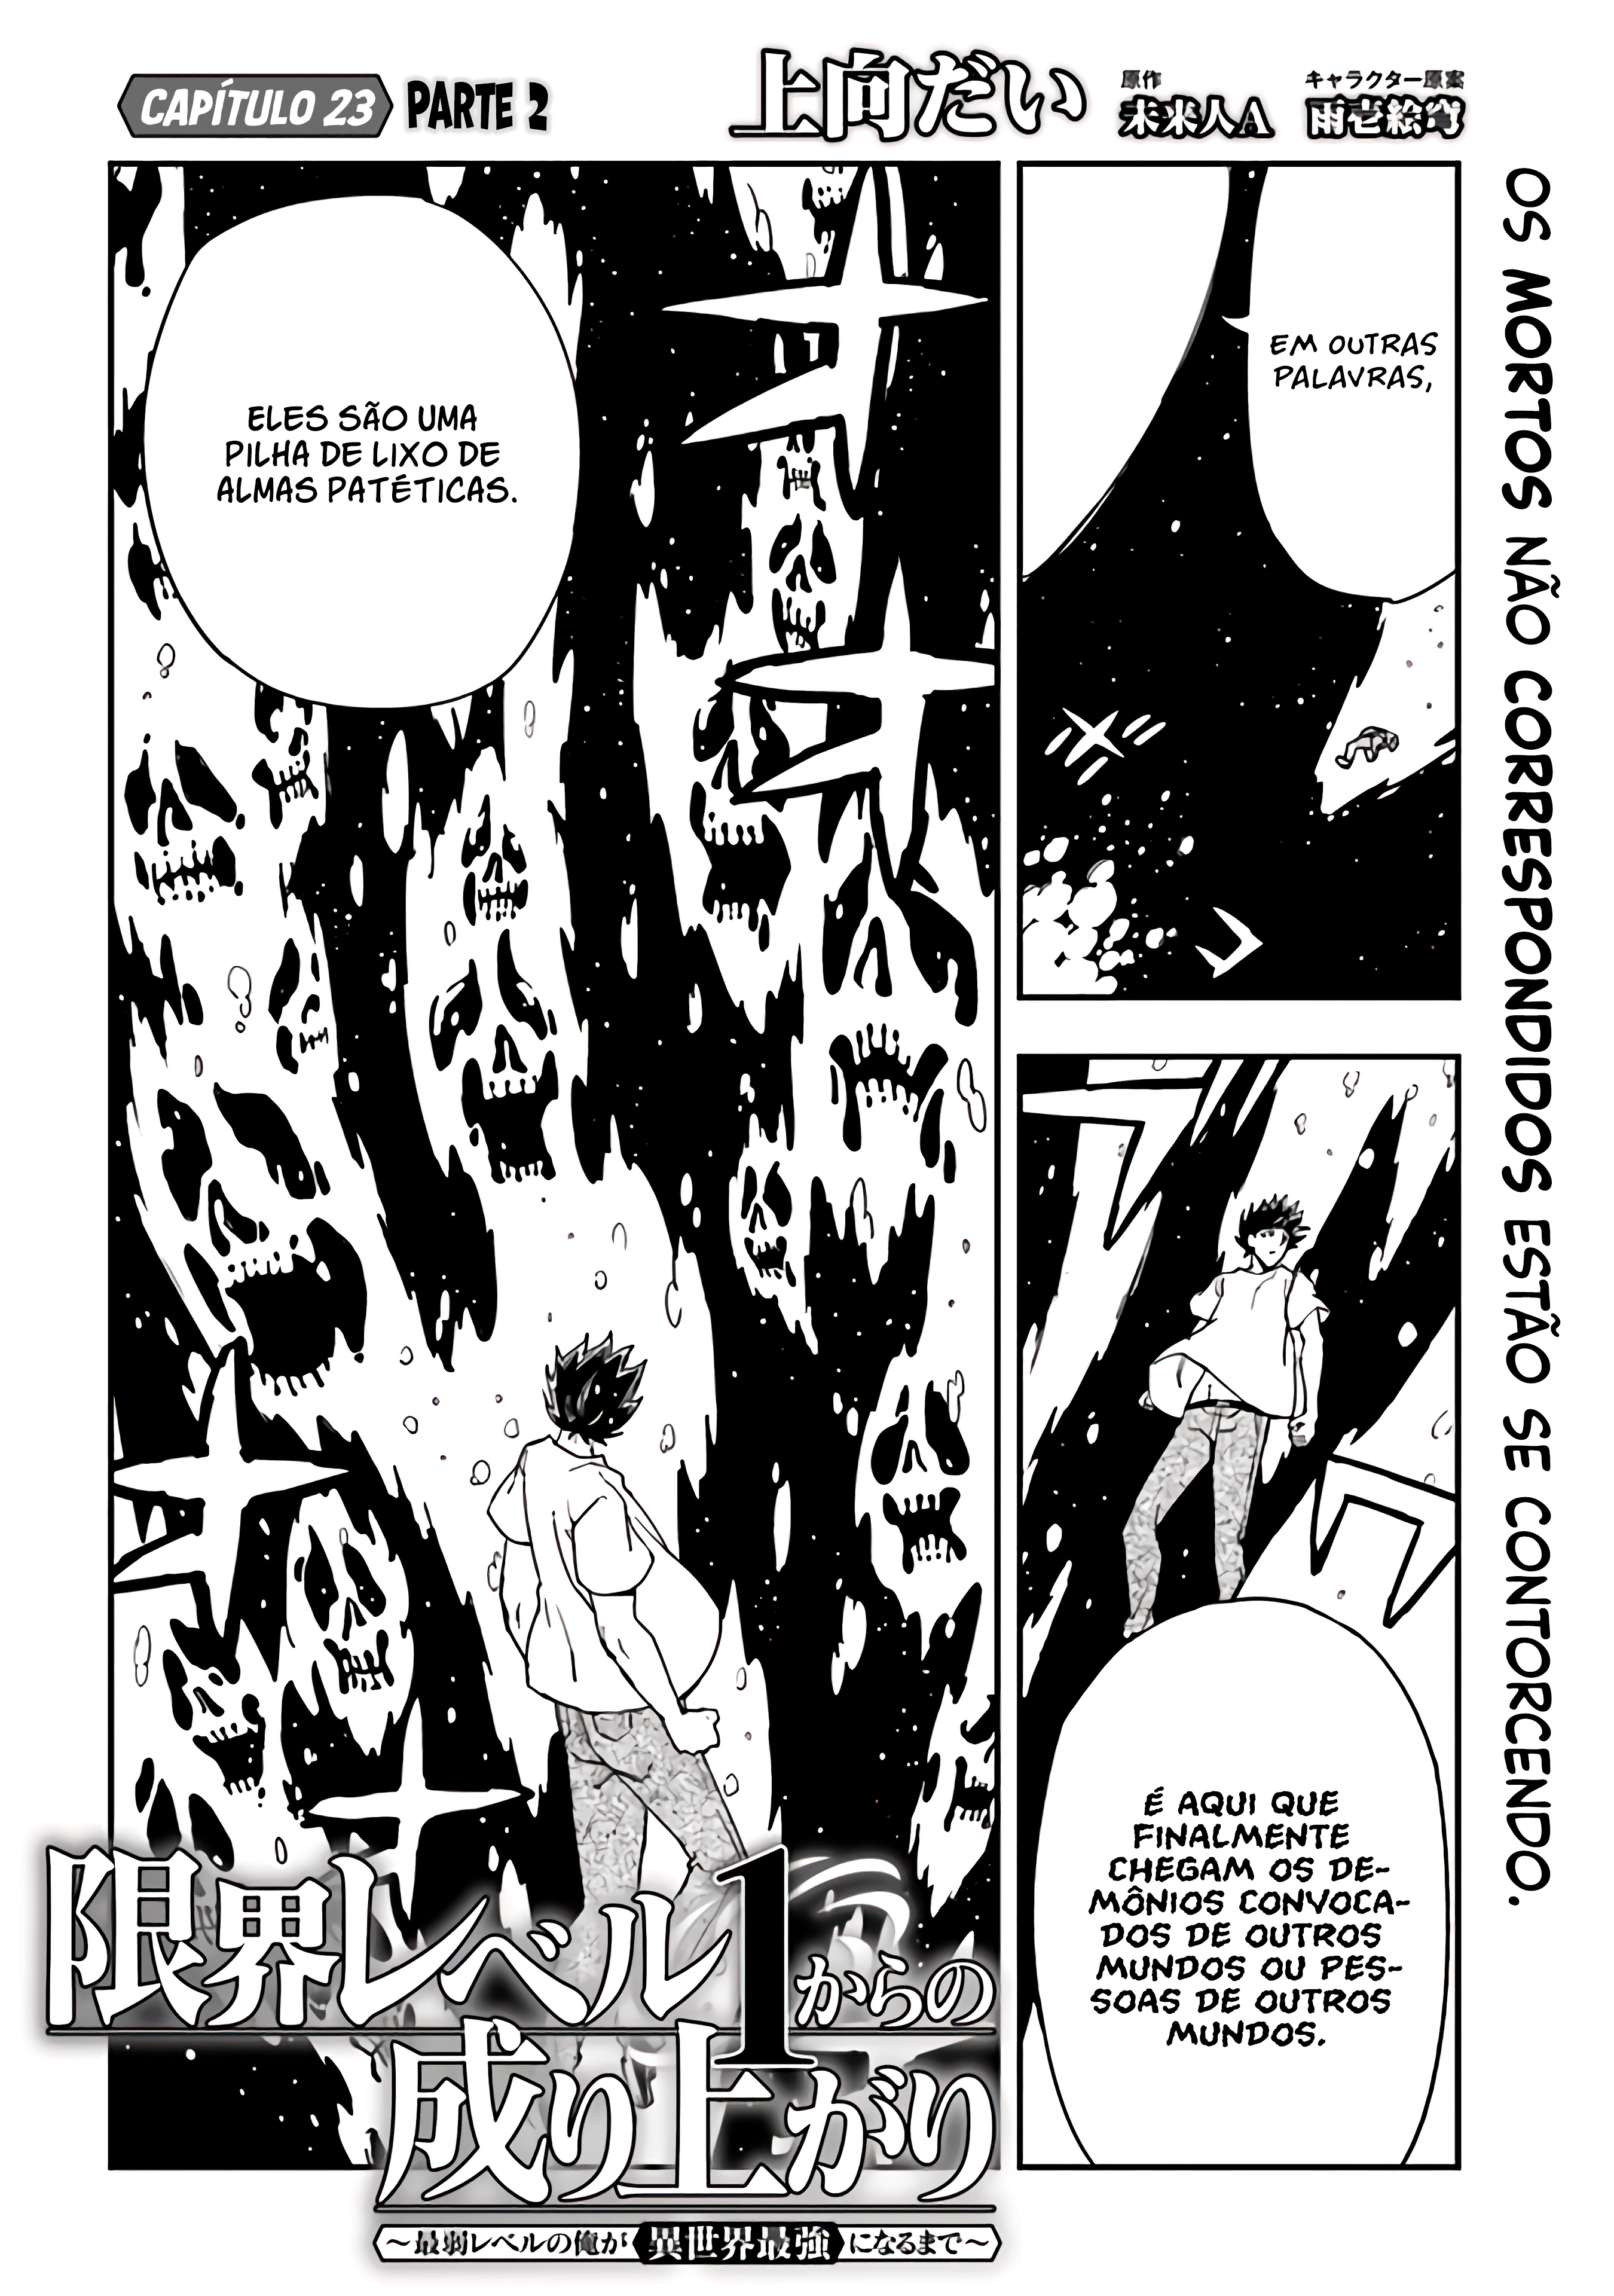 CAPÍTULO 23 PARTE 2
上向だい
原作
未来人A
キャラクター原案
雨壱絵穹
OS MORTOS NÃO CORRESPONDIDOS ESTÃO SE CONTORCENDO.
EM OUTRAS
PALAVRAS,
ELES SÃO UMA
PILHA DE LIXO DE
ALMAS PATÉTICAS.
É AQUI QUE
FINALMENTE
CHEGAM OS DE-
MÔNIOS CONVOCA-
DOS DE OUTROS
MUNDOS OU PES-
SOAS DE OUTROS
MUNDOS.
限界レベル1からの
成り上がり
～最弱レベルの俺が異世界最強になるまで～